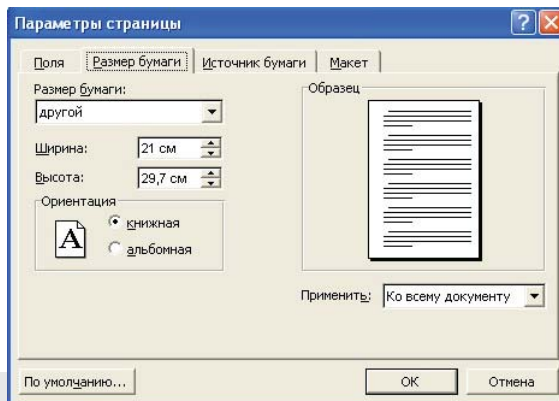 Параметры страницы
Поля Размер бумаги Источник бумаги Макет
Размер бумаги:
другой
Ширина: 21 см
Высота: 29,7 см
Ориентация
A
книжная
альбомная
Образец
Применить: Ко всему документу
По умолчанию... ОК Отмена